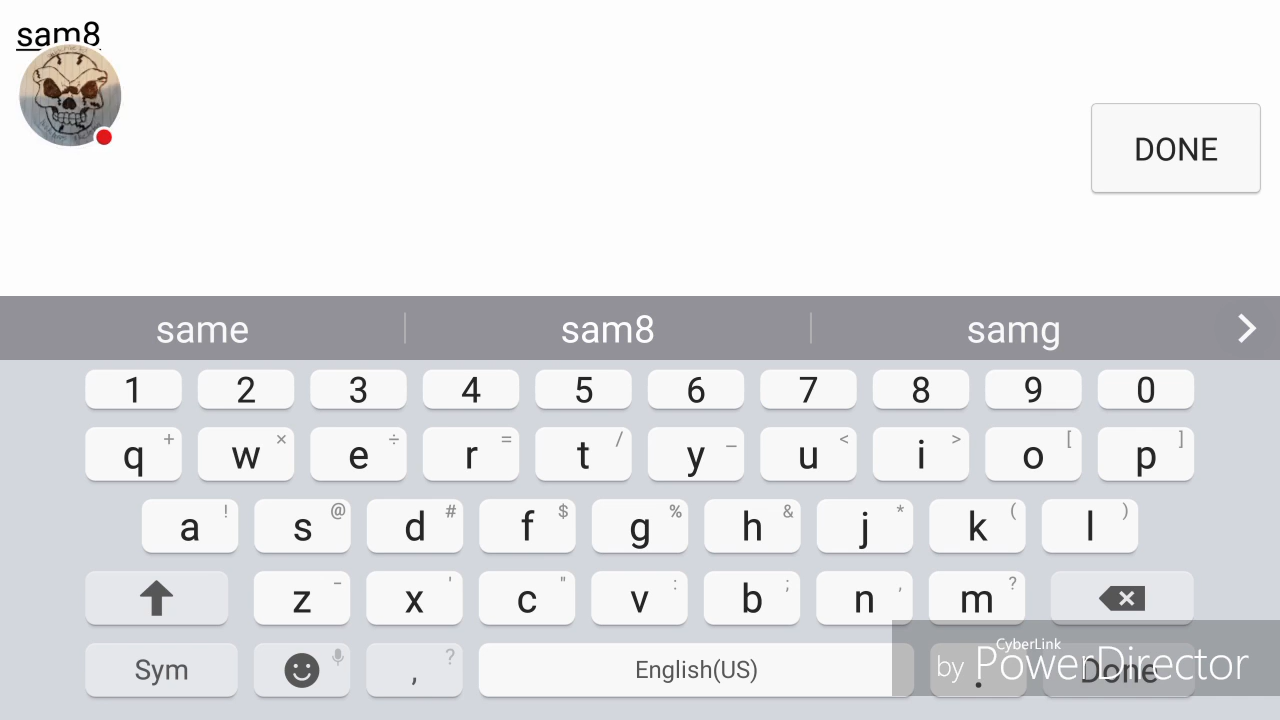 sam8
DONE
same sam8 samg
1 2 3 4 5 6 7 8 9 0
q + w × e ÷ r = t / y _ u < i > o [ p ]
a ! s @ d # f $ g % h & j * k ( l )
z - x ' c " v : b ; n , m ?
Sym , ? English(US) . Done
CyberLink
by PowerDirector